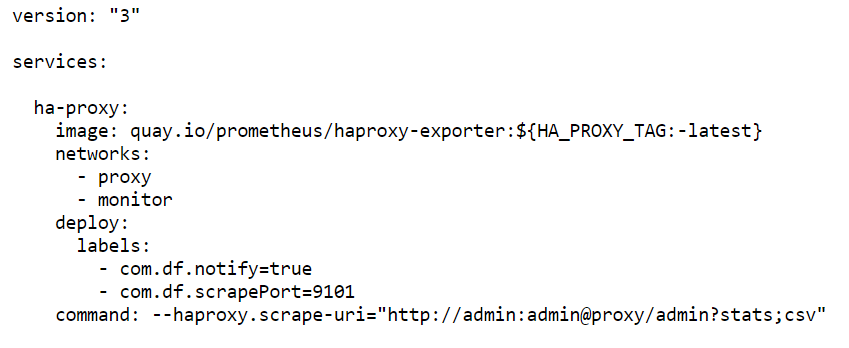 version: "3"
services:
ha-proxy:
image: quay.io/prometheus/haproxy-exporter:${HA_PROXY_TAG:-latest}
networks:
- proxy
- monitor
deploy:
labels:
- com.df.notify=true
- com.df.scrapePort=9101
command: --haproxy.scrape-uri="http://admin:admin@proxy/admin?stats;csv"